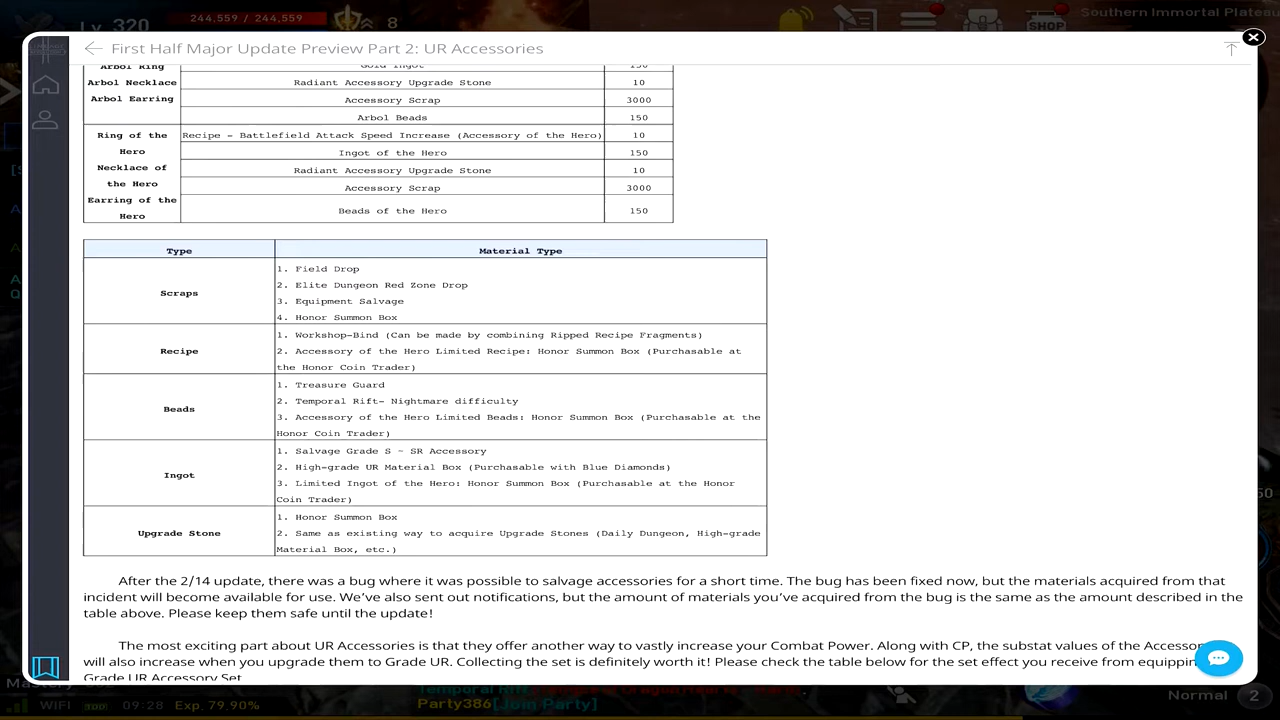 Lv. 320
244,559 / 244,559
8
SHOP
Southern Immortal Plateau
First Half Major Update Preview Part 2: UR Accessories
Arbol Ring
Gold Ingot
150
Arbol Necklace
Radiant Accessory Upgrade Stone
10
Arbol Earring
Accessory Scrap
3000
Arbol Beads
150
Ring of the
Hero
Necklace of
the Hero
Earring of the
Hero
Recipe - Battlefield Attack Speed Increase (Accessory of the Hero)
10
Ingot of the Hero
150
Radiant Accessory Upgrade Stone
10
Accessory Scrap
3000
Beads of the Hero
150
Type
Material Type
Scraps
1. Field Drop
2. Elite Dungeon Red Zone Drop
3. Equipment Salvage
4. Honor Summon Box
Recipe
1. Workshop-Bind (Can be made by combining Ripped Recipe Fragments)
2. Accessory of the Hero Limited Recipe: Honor Summon Box (Purchasable at
the Honor Coin Trader)
Beads
1. Treasure Guard
2. Temporal Rift- Nightmare difficulty
3. Accessory of the Hero Limited Beads: Honor Summon Box (Purchasable at the
Honor Coin Trader)
Ingot
1. Salvage Grade S - SR Accessory
2. High-grade UR Material Box (Purchasable with Blue Diamonds)
3. Limited Ingot of the Hero: Honor Summon Box (Purchasable at the Honor
Coin Trader)
Upgrade Stone
1. Honor Summon Box
2. Same as existing way to acquire Upgrade Stones (Daily Dungeon, High-grade
Material Box, etc.)
After the 2/14 update, there was a bug where it was possible to salvage accessories for a short time. The bug has been fixed now, but the materials acquired from that
incident will become available for use. We've also sent out notifications, but the amount of materials you've acquired from the bug is the same as the amount described in the
table above. Please keep them safe until the update!
The most exciting part about UR Accessories is that they offer another way to vastly increase your Combat Power. Along with CP, the substat values of the Accessor
will also increase when you upgrade them to Grade UR. Collecting the set is definitely worth it! Please check the table below for the set effect you receive from equippin
Grade UR Accessory Set
Temporal Rift
Party386[Join Party]
WIFI 100 09:28 Exp. 79.90%
Normal 2